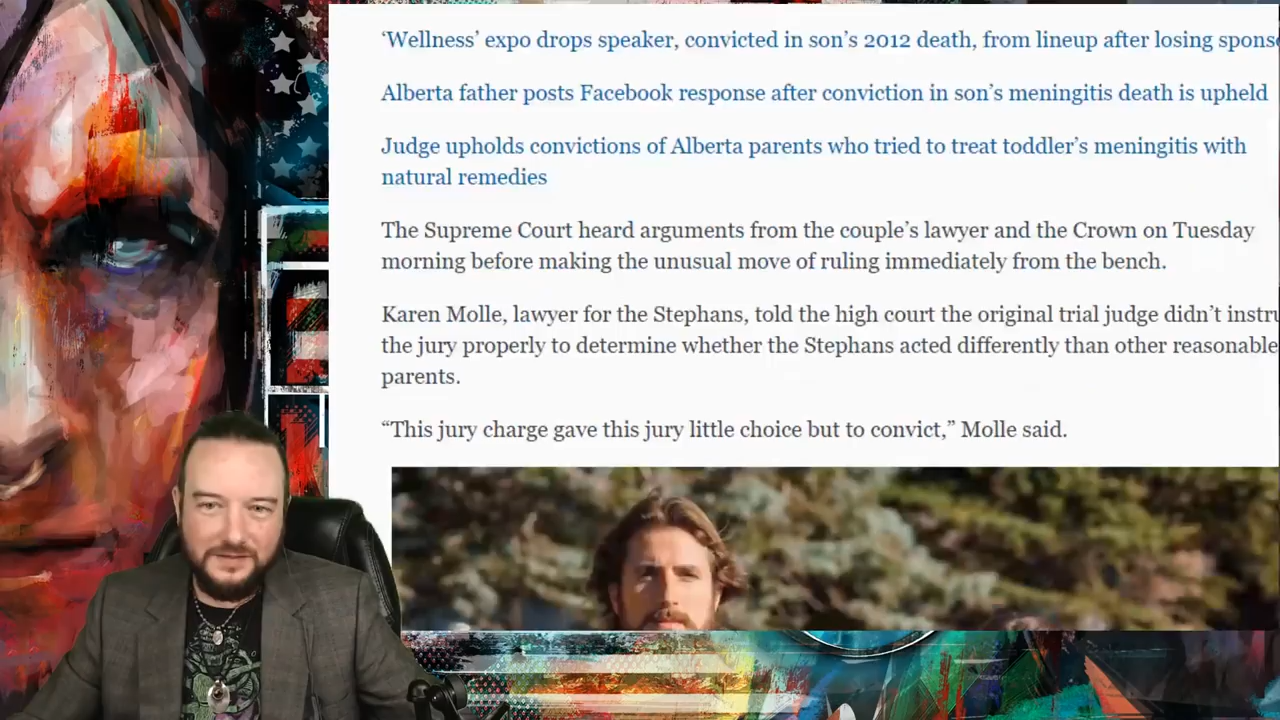 ‘Wellness’ expo drops speaker, convicted in son’s 2012 death, from lineup after losing
Alberta father posts Facebook response after conviction in son’s meningitis death is upheld
Judge upholds convictions of Alberta parents who tried to treat toddler’s meningitis with
natural remedies
The Supreme Court heard arguments from the couple’s lawyer and the Crown on Tuesday
morning before making the unusual move of ruling immediately from the bench.
Karen Molle, lawyer for the Stephans, told the high court the original trial judge didn’t
the jury properly to determine whether the Stephans acted differently than other reasonable
parents.
“This jury charge gave this jury little choice but to convict,” Molle said.